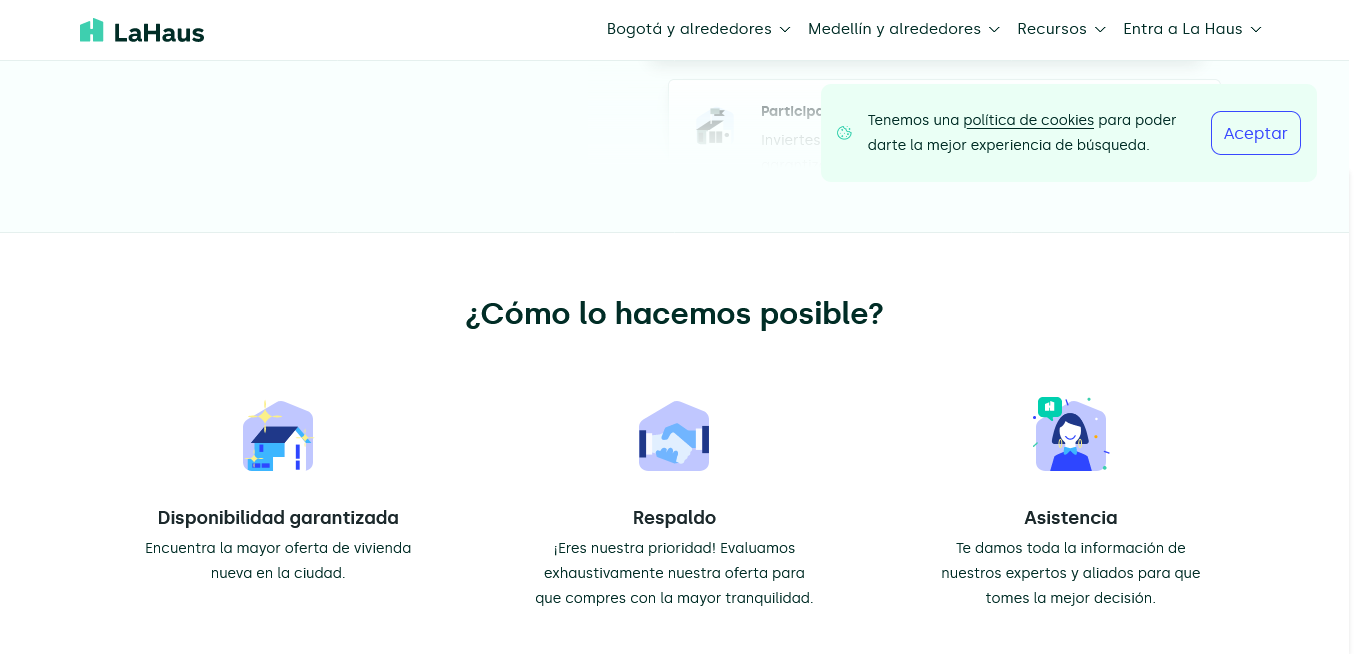 LaHaus
Bogotá y alrededores
Medellín y alrededores
Recursos
Entra a La Haus
Inviertes
Tenemos una política de cookies para poder
darte la mejor experiencia de búsqueda.
Aceptar
¿Cómo lo hacemos posible?
Disponibilidad garantizada
Encuentra la mayor oferta de vivienda
nueva en la ciudad.
Respaldo
¡Eres nuestra prioridad! Evaluamos
exhaustivamente nuestra oferta para
que compres con la mayor tranquilidad.
Asistencia
Te damos toda la información de
nuestros expertos y aliados para que
tomes la mejor decisión.